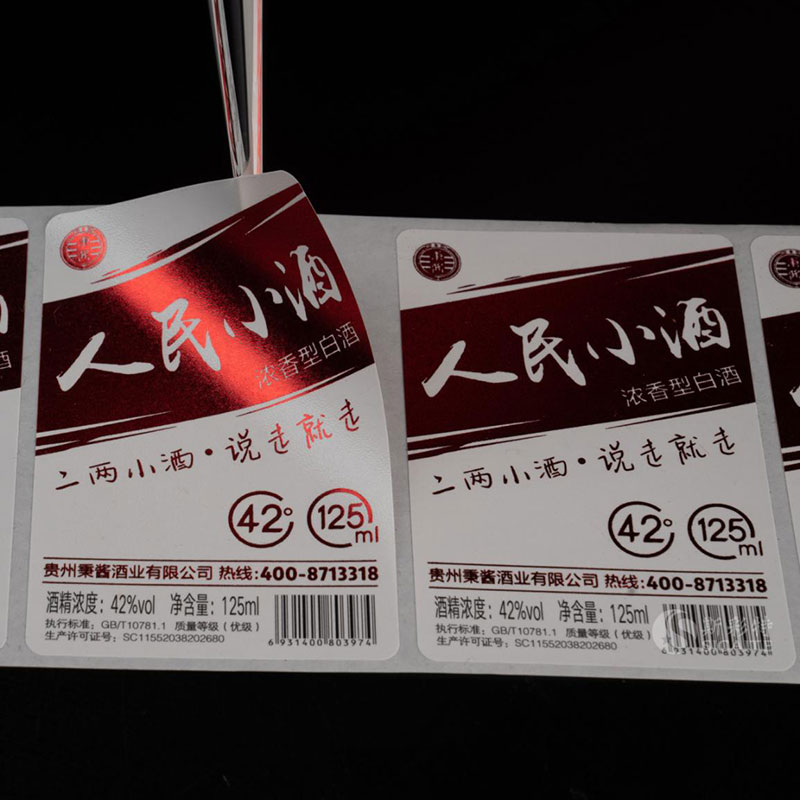 人民小酒
浓香型白酒
二两小酒·说走就走
42°
125ml
贵州秉酱酒业有限公司 热线:400-8713318
酒精浓度：42%vol 净含量：125ml
执行标准：GB/T10781.1 质量等级（优级）
生产许可证号：SC11552038202680
6931400803974
人民小酒
浓香型白酒
二两小酒·说走就走
42°
125ml
贵州秉酱酒业有限公司 热线:400-8713318
酒精浓度：42%vol 净含量：125ml
执行标准：GB/T10781.1 质量等级（优级）
生产许可证号：SC11552038202680
6931400803974